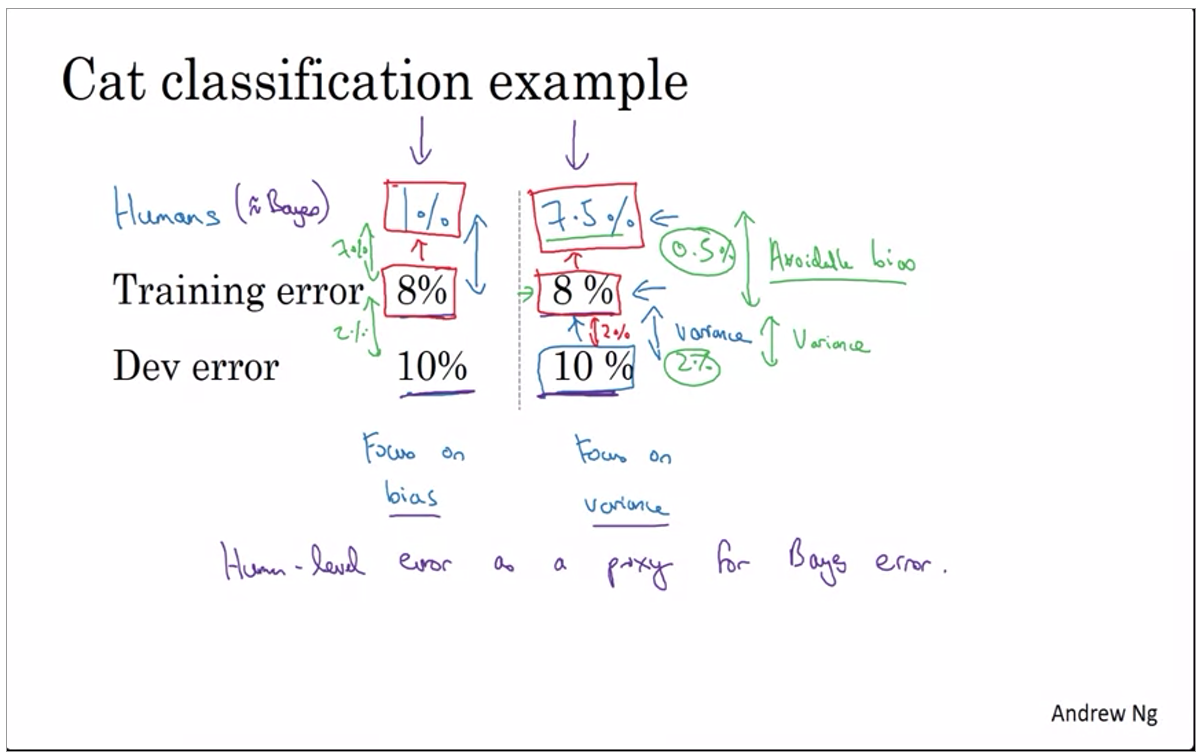 Cat classification example
Humans (≈ Bayes) 1% 7.5%
7% 0.5% Avoidable bias
Training error 8% 8 %
2% 2% Variance Variance
Dev error 10% 10 % 2%
Focus on Focus on
bias variance
Human-level error as a proxy for Bayes error.
Andrew Ng